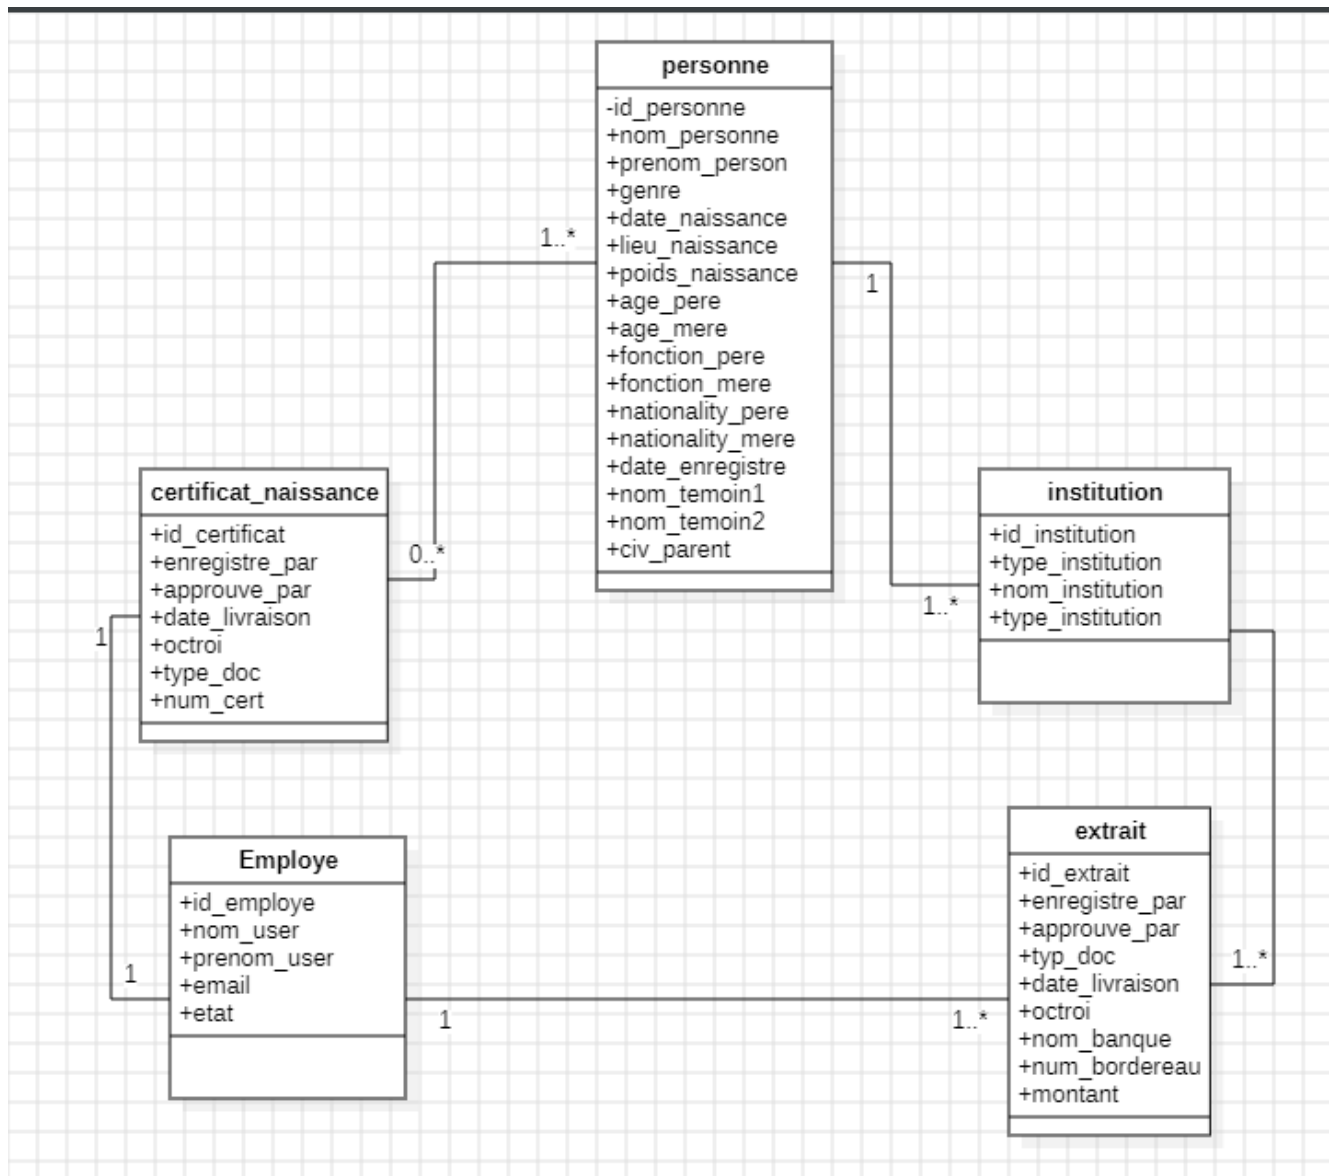 personne
-id_personne
+nom_personne
+prenom_person
+genre
+date_naissance
+lieu_naissance
+poids_naissance
+age_pere
+age_mere
+fonction_pere
+fonction_mere
+nationality_pere
+nationality_mere
+date_enregistre
+nom_temoin1
+nom_temoin2
+civ_parent
1..*
1
certificat_naissance
+id_certificat
+enregistre_par
+approuve_par
+date_livraison
+octroi
+type_doc
+num_cert
0..*
1
institution
+id_institution
+type_institution
+nom_institution
+type_institution
1..*
Employe
+id_employe
+nom_user
+prenom_user
+email
+etat
1
1
extrait
+id_extrait
+enregistre_par
+approuve_par
+typ_doc
+date_livraison
+octroi
+nom_banque
+num_bordereau
+montant
1..*
1..*